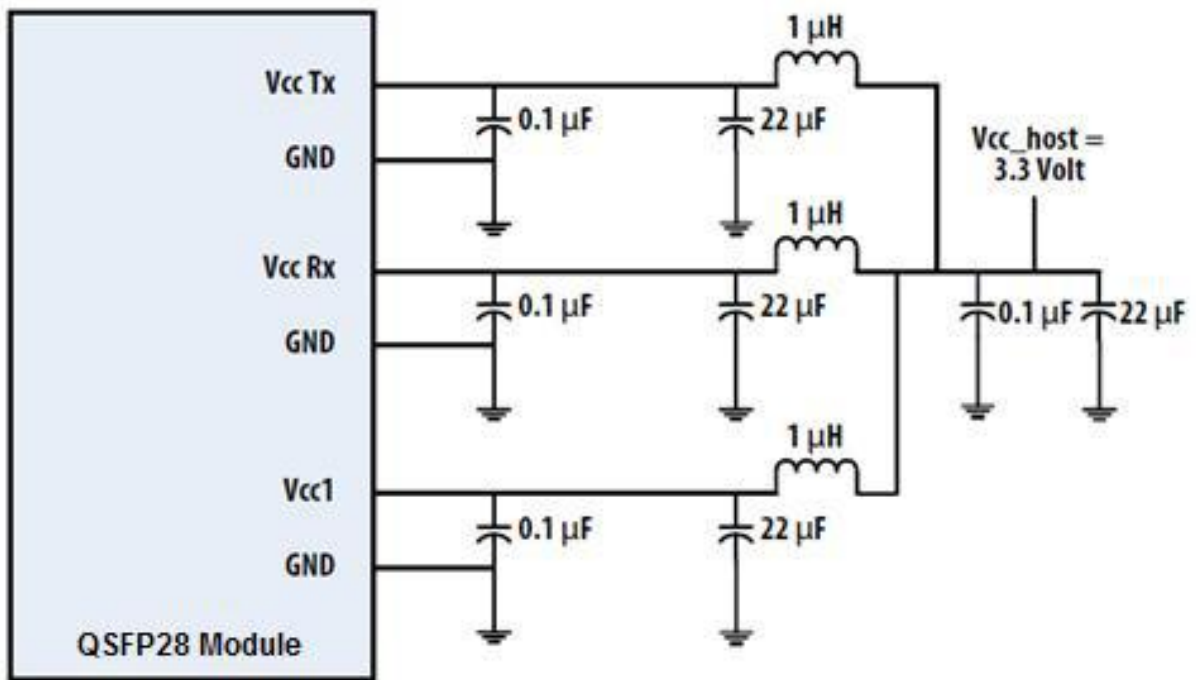 1 µH
Vcc Tx
0.1 µF
22 µF
GND
Vcc_host =
3.3 Volt
1 µH
Vcc Rx
0.1 µF
22 µF
0.1 µF
22 µF
GND
1 µH
Vcc1
0.1 µF
22 µF
GND
QSFP28 Module